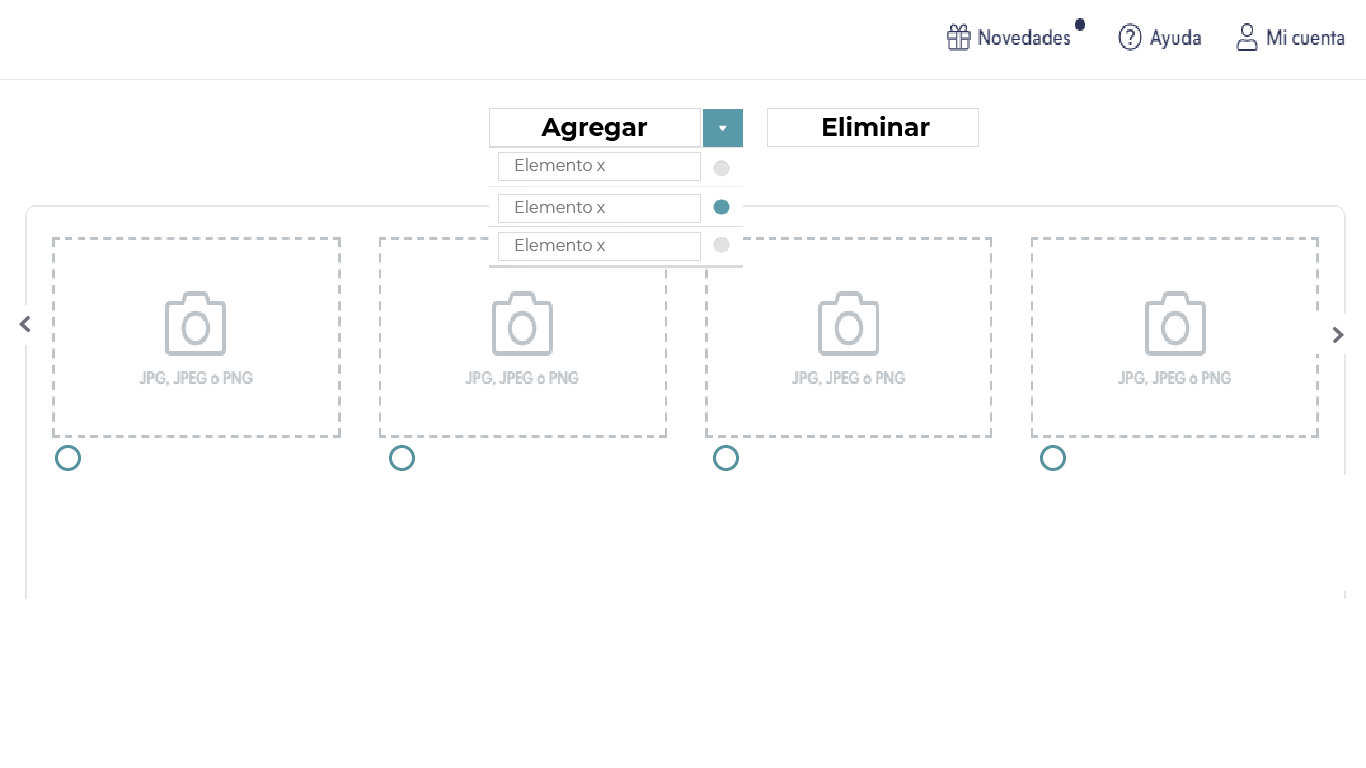 Novedades
Ayuda
Mi cuenta
Agregar
Eliminar
Elemento x
Elemento x
Elemento x
JPG, JPEG o PNG
JPG, JPEG o PNG
JPG, JPEG o PNG
JPG, JPEG o PNG